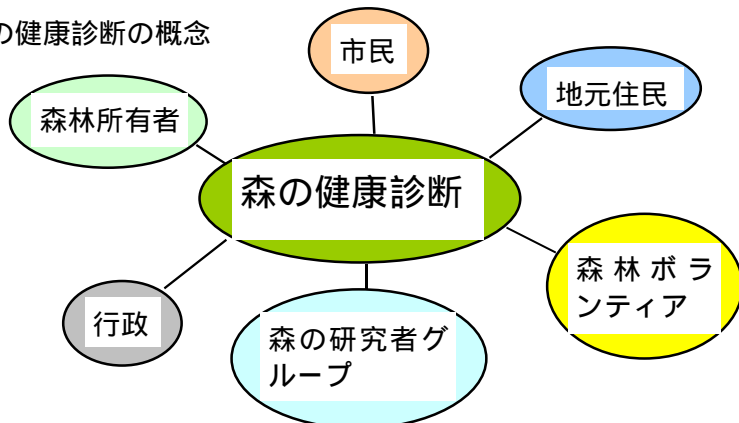 の健康診断の概念
市民
地元住民
森林所有者
森の健康診断
森林ボラ
ンティア
行政
森の研究者グ
ループ